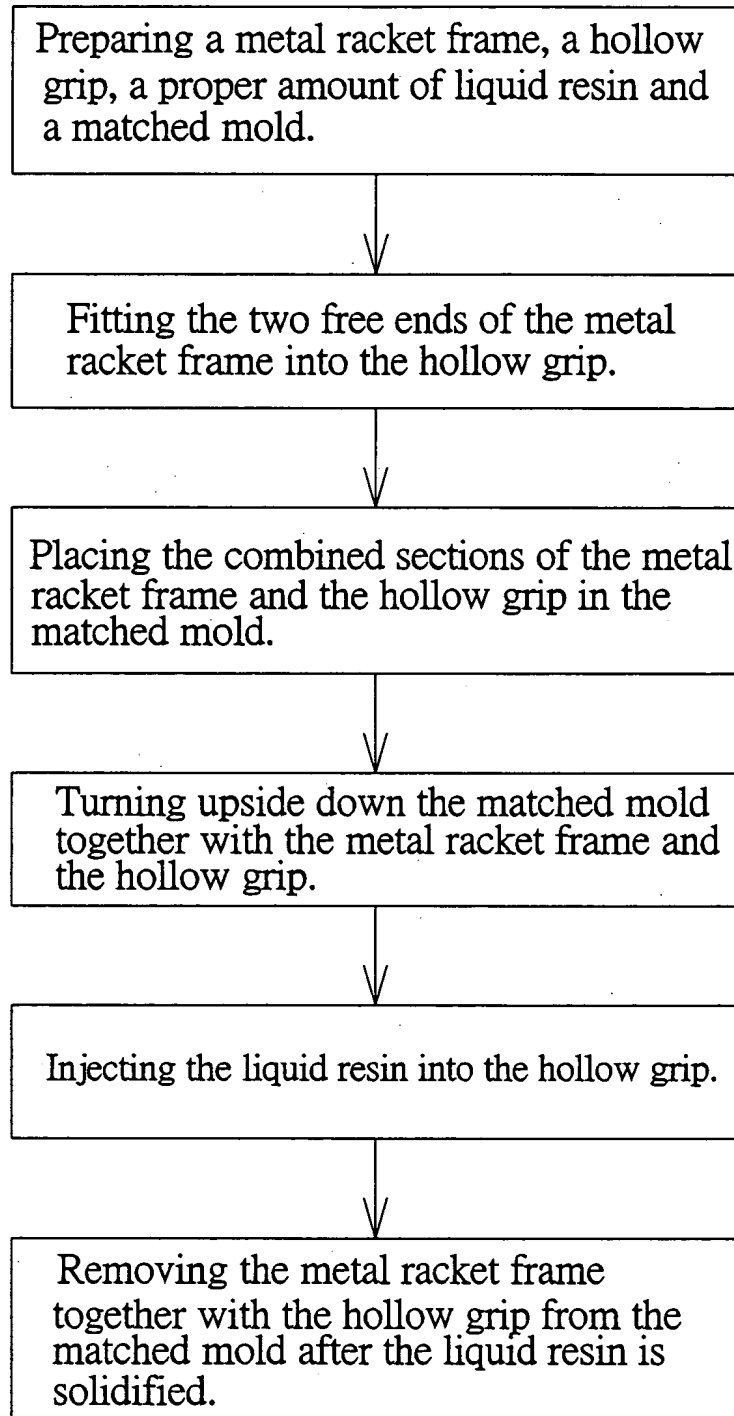 Preparing a metal racket frame, a hollow
grip, a proper amount of liquid resin and
a matched mold.
Fitting the two free ends of the metal
racket frame into the hollow grip.
Placing the combined sections of the metal
racket frame and the hollow grip in the
matched mold.
Turning upside down the matched mold
together with the metal racket frame and
the hollow grip.
Injecting the liquid resin into the hollow grip.
Removing the metal racket frame
together with the hollow grip from the
matched mold after the liquid resin is
solidified.